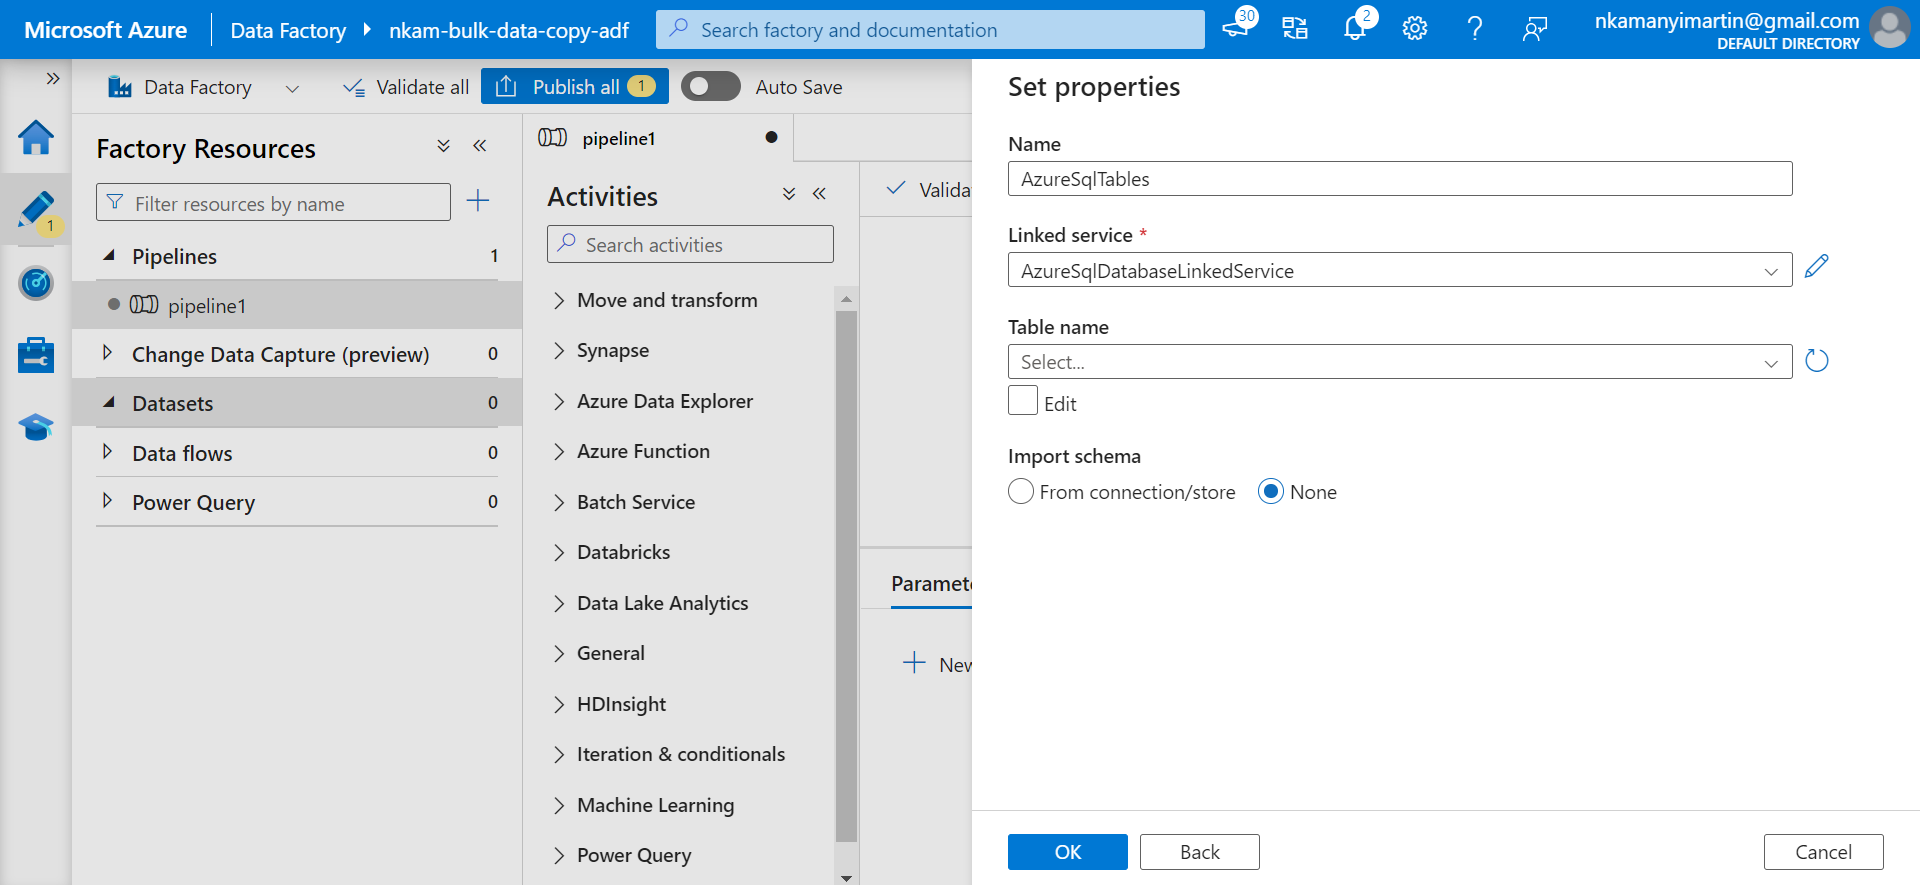 Microsoft Azure
Data Factory
nkam-bulk-data-copy-adf
Search factory and documentation
30
2
nkamanyimartin@gmail.com
DEFAULT DIRECTORY
Data Factory
Validate all
Publish all 1
Auto Save
1
Factory Resources
Filter resources by name
Pipelines 1
pipeline1
Change Data Capture (preview) 0
Datasets 0
Data flows 0
Power Query 0
pipeline1
Activities
Search activities
Move and transform
Synapse
Azure Data Explorer
Azure Function
Batch Service
Databricks
Data Lake Analytics
General
HDInsight
Iteration & conditionals
Machine Learning
Power Query
Valida
Paramete
New
Set properties
Name
AzureSqlTables
Linked service *
AzureSqlDatabaseLinkedService
Table name
Select...
Edit
Import schema
From connection/store None
OK
Back
Cancel